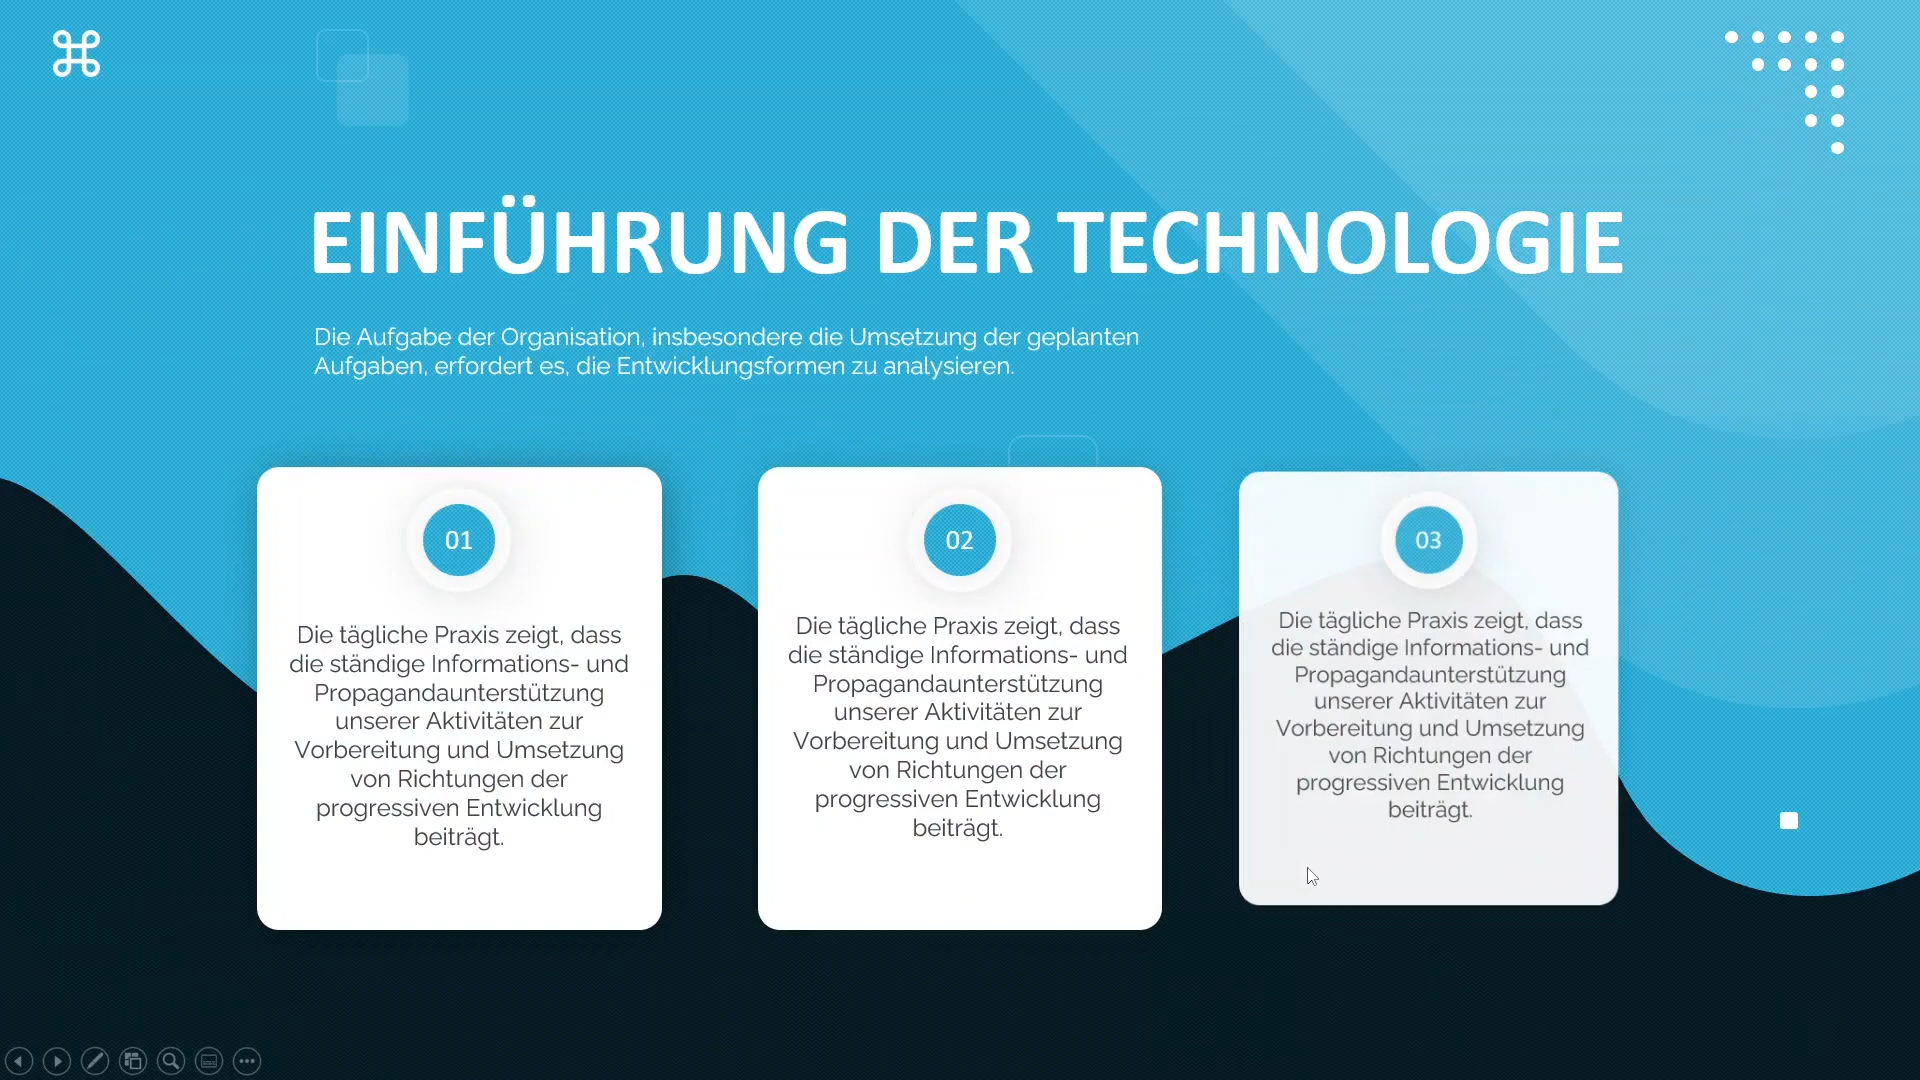 EINFÜHRUNG DER TECHNOLOGIE
Die Aufgabe der Organisation, insbesondere die Umsetzung der geplanten
Aufgaben, erfordert es, die Entwicklungsformen zu analysieren.
01
Die tägliche Praxis zeigt, dass
die ständige Informations- und
Propagandaunterstützung
unserer Aktivitäten zur
Vorbereitung und Umsetzung
von Richtungen der
progressiven Entwicklung
beiträgt.
02
Die tägliche Praxis zeigt, dass
die ständige Informations- und
Propagandaunterstützung
unserer Aktivitäten zur
Vorbereitung und Umsetzung
von Richtungen der
progressiven Entwicklung
beiträgt.
03
Die tägliche Praxis zeigt, dass
die ständige Informations- und
Propagandaunterstützung
unserer Aktivitäten zur
Vorbereitung und Umsetzung
von Richtungen der
progressiven Entwicklung
beiträgt.